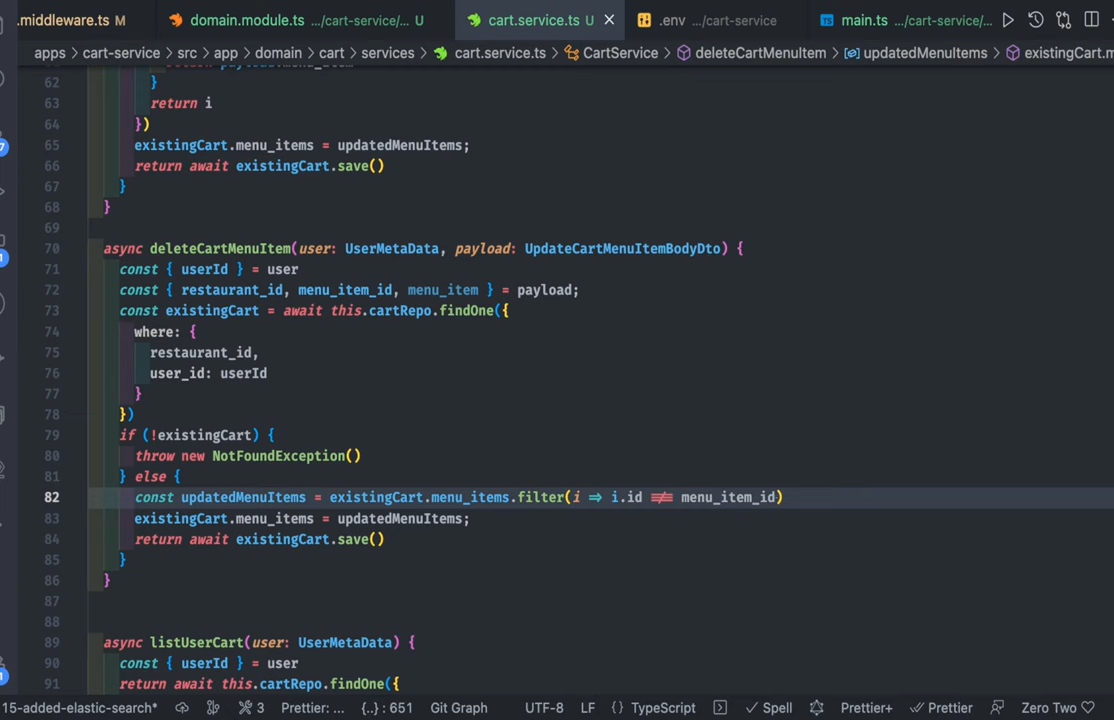 .middleware.ts M domain.module.ts .../cart-service/... U cart.service.ts U .env .../cart-service main.ts .../cart-service/...
apps > cart-service > src > app > domain > cart > services > cart.service.ts > CartService > deleteCartMenuItem > updatedMenuItems > existingCart.m
62 }
63 return i
64 })
65 existingCart.menu_items = updatedMenuItems;
66 return await existingCart.save()
67 }
68 }
69
70 async deleteCartMenuItem(user: UserMetaData, payload: UpdateCartMenuItemBodyDto) {
71 const { userId } = user
72 const { restaurant_id, menu_item_id, menu_item } = payload;
73 const existingCart = await this.cartRepo.findOne({
74 where: {
75 restaurant_id,
76 user_id: userId
77 }
78 })
79 if (!existingCart) {
80 throw new NotFoundException()
81 } else {
82 const updatedMenuItems = existingCart.menu_items.filter(i => i.id !== menu_item_id)
83 existingCart.menu_items = updatedMenuItems;
84 return await existingCart.save()
85 }
86 }
87
88
89 async listUserCart(user: UserMetaData) {
90 const { userId } = user
91 return await this.cartRepo.findOne({
15-added-elastic-search* 3 Prettier: ... {..} : 651 Git Graph UTF-8 LF {} TypeScript Spell Prettier+ Prettier Zero Two